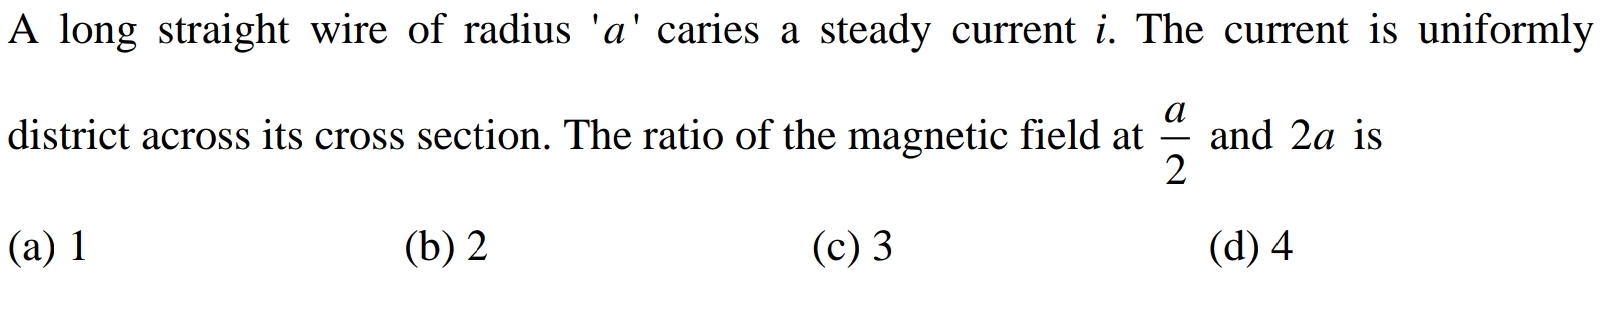 A long straight wire of radius 'a' caries a steady current i. The current is uniformly
district across its cross section. The ratio of the magnetic field at a/2 and 2a is
(a) 1 (b) 2 (c) 3 (d) 4